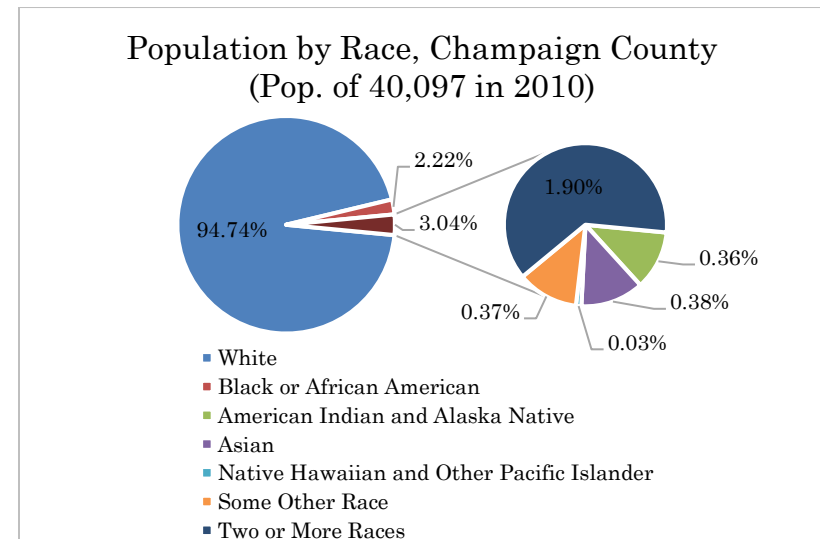 Population by Race, Champaign County
(Pop. of 40,097 in 2010)
2.22%
1.90%
94.74%
3.04%
0.36%
0.38%
0.37%
0.03%
White
Black or African American
American Indian and Alaska Native
Asian
Native Hawaiian and Other Pacific Islander
Some Other Race
Two or More Races